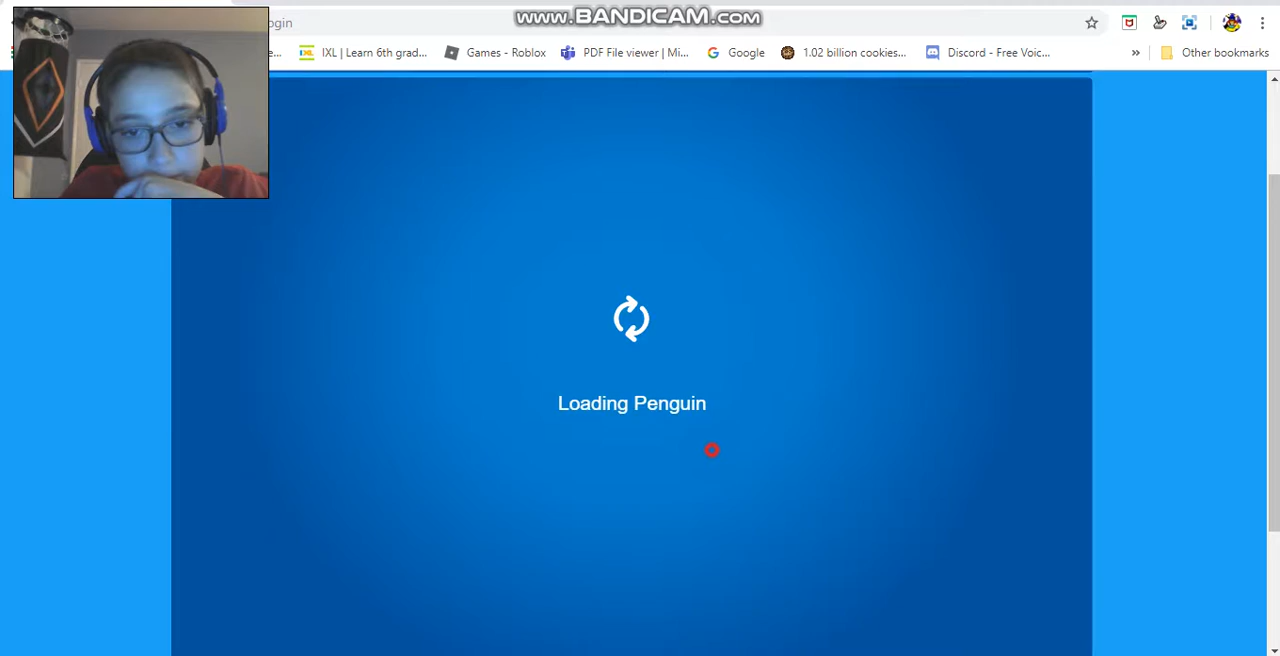 www.BANDICAM.com
ogin
e...
IXL | Learn 6th grad...
Games - Roblox
PDF File viewer | Mi...
Google
1.02 billion cookies...
Discord - Free Voic...
»
Other bookmarks
Loading Penguin